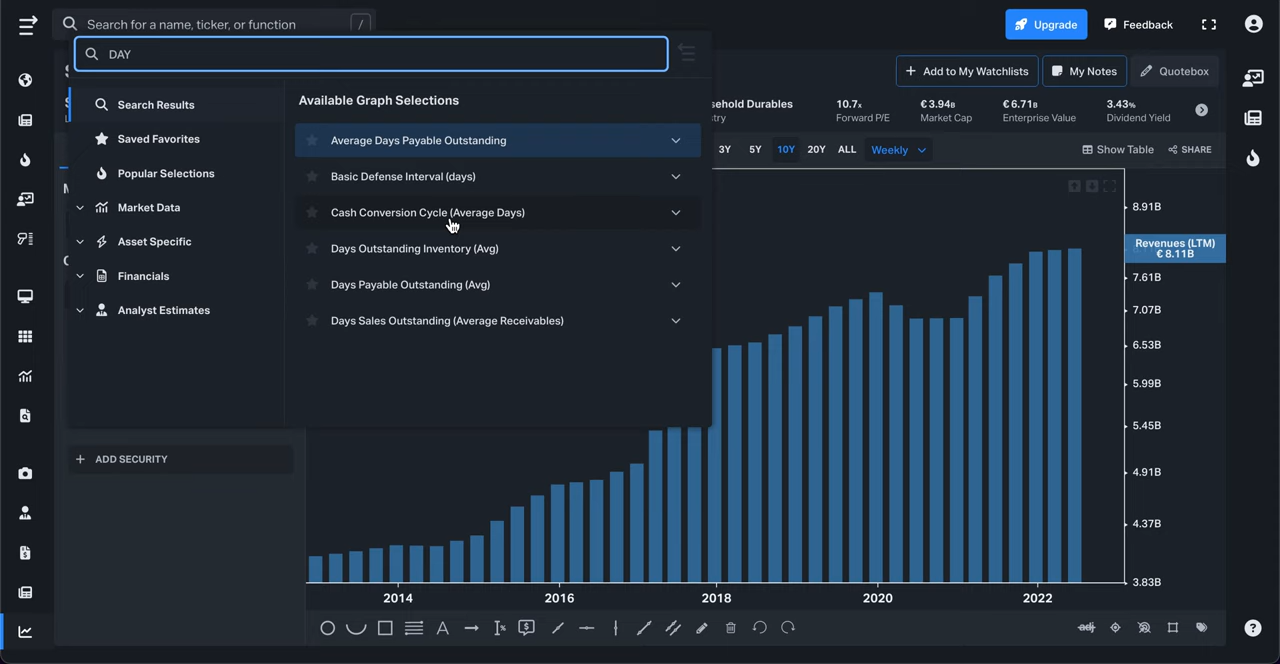 Search for a name, ticker, or function /
Upgrade
Feedback
DAY
Add to My Watchlists
My Notes
Quotebox
Search Results
Saved Favorites
Popular Selections
Market Data
Asset Specific
Financials
Analyst Estimates
Available Graph Selections
Average Days Payable Outstanding
Basic Defense Interval (days)
Cash Conversion Cycle (Average Days)
Days Outstanding Inventory (Avg)
Days Payable Outstanding (Avg)
Days Sales Outstanding (Average Receivables)
sehold Durables
stry
10.7x
Forward P/E
€3.94B
Market Cap
€6.71B
Enterprise Value
3.43%
Dividend Yield
3Y 5Y 10Y 20Y ALL Weekly
Show Table
SHARE
ADD SECURITY
8.91B
Revenues (LTM)
€ 8.11B
7.61B
7.07B
6.53B
5.99B
5.45B
4.91B
4.37B
3.83B
2014 2016 2018 2020 2022
adj